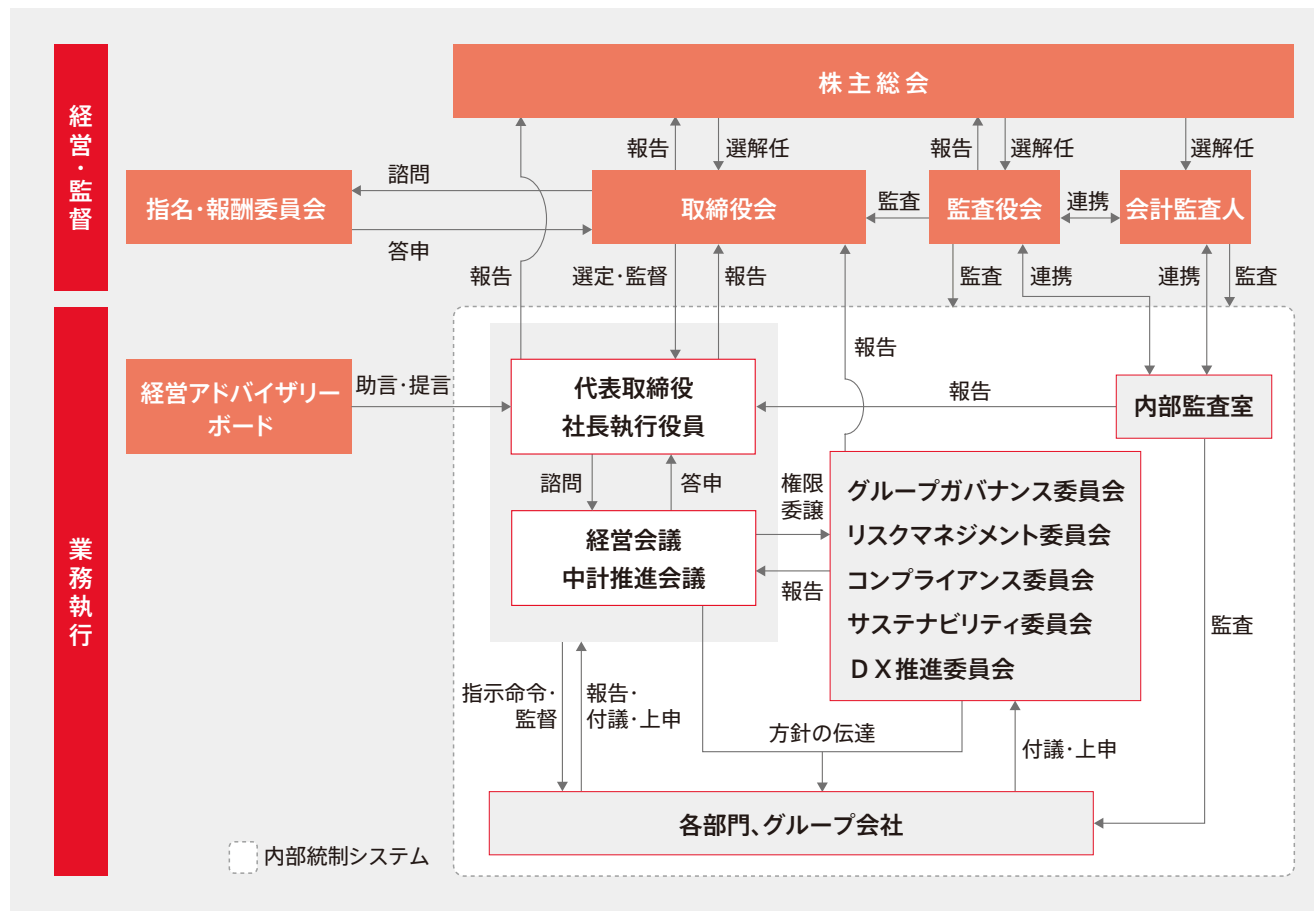 経営・監督
株主総会
報告
選解任
報告
選解任
選解任
諮問
指名・報酬委員会
取締役会
監査
監査役会
連携
会計監査人
答申
報告
選定・監督
報告
監査
連携
連携
監査
業務執行
報告
経営アドバイザリー
ボード
助言・提言
代表取締役
社長執行役員
報告
内部監査室
諮問
答申
権限
委譲
経営会議
中計推進会議
報告
グループガバナンス委員会
リスクマネジメント委員会
コンプライアンス委員会
サステナビリティ委員会
ＤＸ推進委員会
監査
指示命令・
監督
報告・
付議・上申
方針の伝達
付議・上申
各部門、グループ会社
内部統制システム